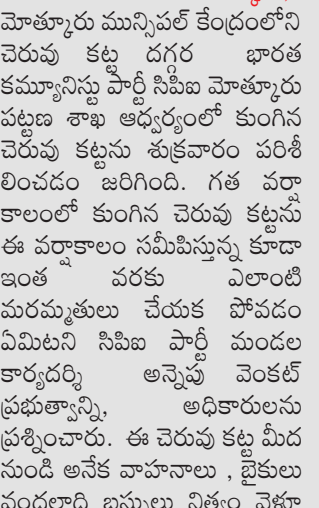 మోత్కూరు మున్సిపల్ కేంద్రంలోని
చెరువు కట్ట దగ్గర భారత
కమ్యూనిస్టు పార్టీ సిపిఐ మోత్కూరు
పట్టణ శాఖ ఆధ్వర్యంలో కుంగిన
చెరువు కట్టను శుక్రవారం పరిశీ
లించడం జరిగింది. గత వర్షా
కాలంలో కుంగిన చెరువు కట్టను
ఈ వర్షాకాలం సమీపిస్తున్న కూడా
ఇంత వరకు ఎలాంటి
మరమ్మతులు చేయక పోవడం
ఏమిటని సిపిఐ పార్టీ మండల
కార్యదర్శి అన్నెపు వెంకట్
ప్రభుత్వాన్ని, అధికారులను
ప్రశ్నించారు. ఈ చెరువు కట్ట మీద
నుండి అనేక వాహనాలు , బైకులు
వందలాది బస్సులు నిత్యం వెళ్లూ